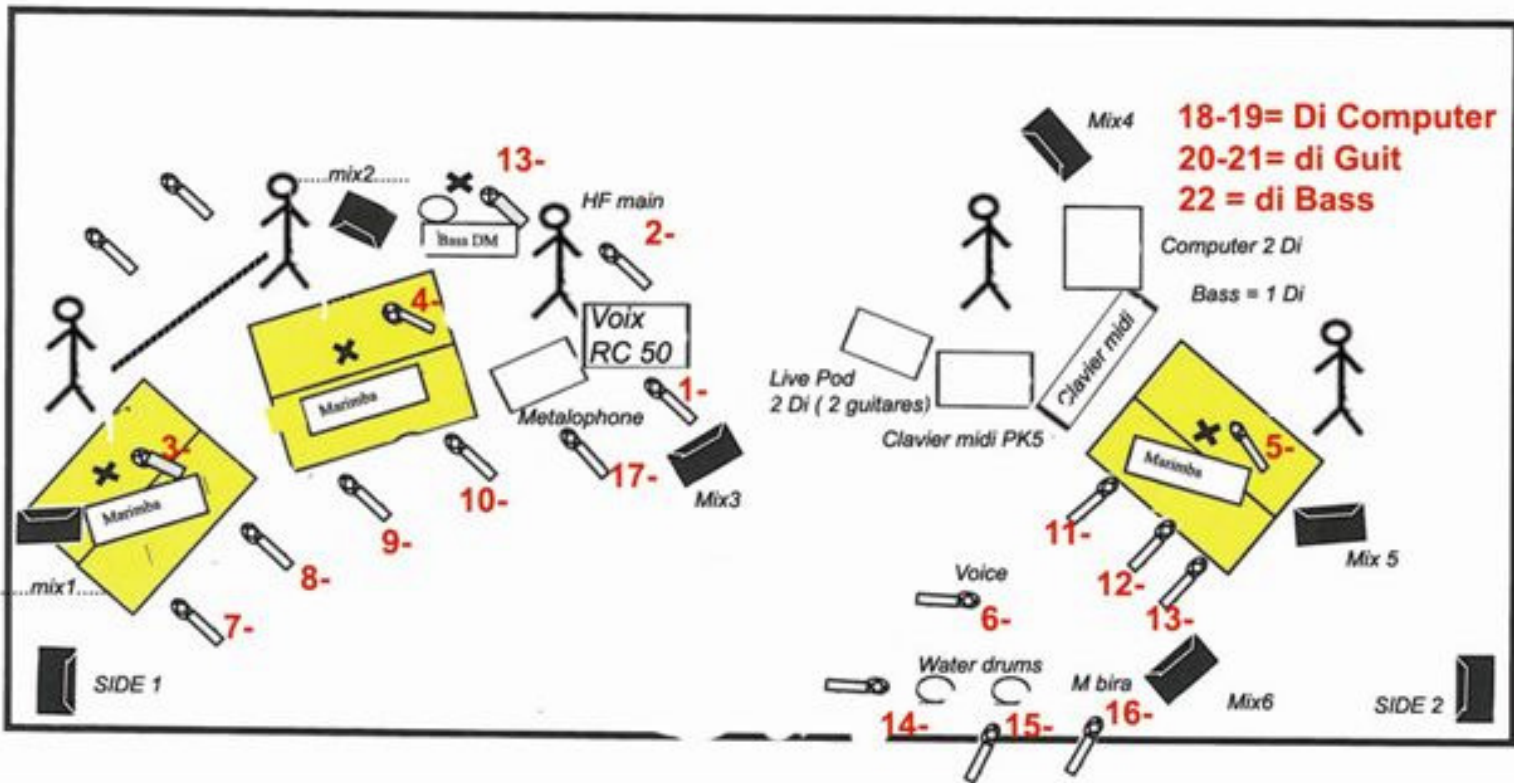 Mix4
18-19= Di Computer
20-21= di Guit
22 = di Bass
......mix2......
13-
HF main
2-
Bass DM
Computer 2 Di
Bass = 1 Di
4-
Voix
RC 50
Clavier midi
Marimba
1-
Live Pod
2 Di ( 2 guitares)
Metalophone
Clavier midi PK5
3-
5-
Marimba
Marimba
10-
17-
Mix3
9-
11-
Mix 5
8-
Voice
12-
......mix1......
6-
13-
7-
Water drums
M bira
SIDE 1
Mix6
SIDE 2
14-
15-
16-